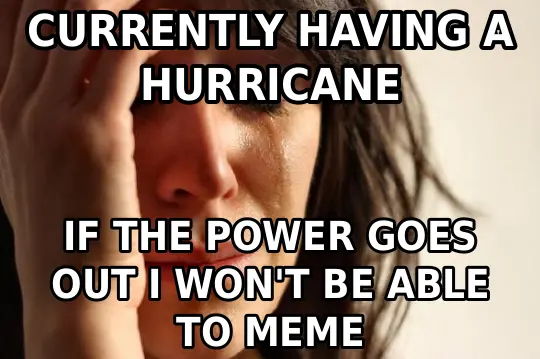 CURRENTLY HAVING A
HURRICANE
IF THE POWER GOES
OUT I WON'T BE ABLE
TO MEME